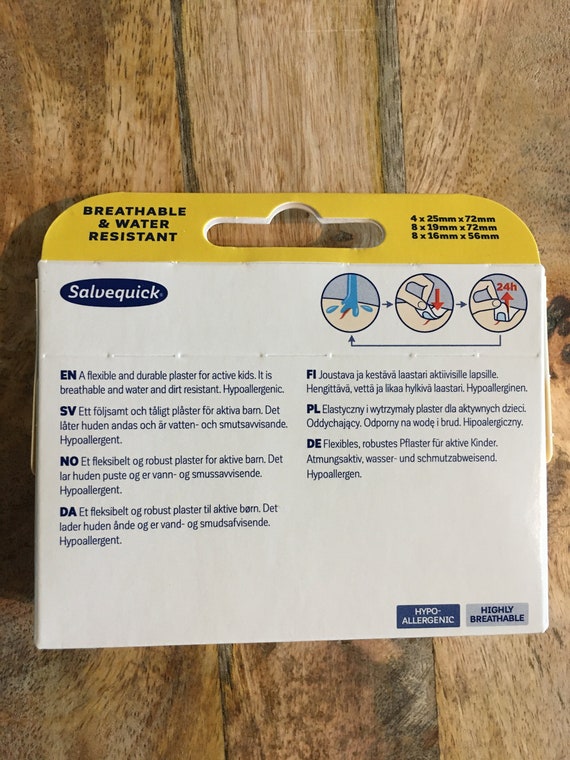 BREATHABLE
& WATER
RESISTANT
4 x 25mm x 72mm
8 x 19mm x 72mm
8 x 16mm x 56mm
Salvequick®
24h
EN A flexible and durable plaster for active kids. It is
breathable and water and dirt resistant. Hypoallergenic.
SV Ett följsamt och tåligt plåster för aktiva barn. Det
låter huden andas och är vatten- och smutsavvisande.
Hypoallergent.
NO Et fleksibelt og robust plaster for aktive barn. Det
lar huden puste og er vann- og smussavvisende.
Hypoallergent.
DA Et fleksibelt og robust plaster til aktive børn. Det
lader huden ånde og er vand- og smudsafvisende.
Hypoallergent.
FI Joustava ja kestävä laastari aktiivisille lapsille.
Hengittävä, vettä ja likaa hylkivä laastari. Hypoallerginen.
PL Elastyczny i wytrzymały plaster dla aktywnych dzieci.
Oddychający. Odporny na wodę i brud. Hipoalergiczny.
DE Flexibles, robustes Pflaster für aktive Kinder.
Atmungsaktiv, wasser- und schmutzabweisend.
Hypoallergen.
HYPO-
ALLERGENIC
HIGHLY
BREATHABLE